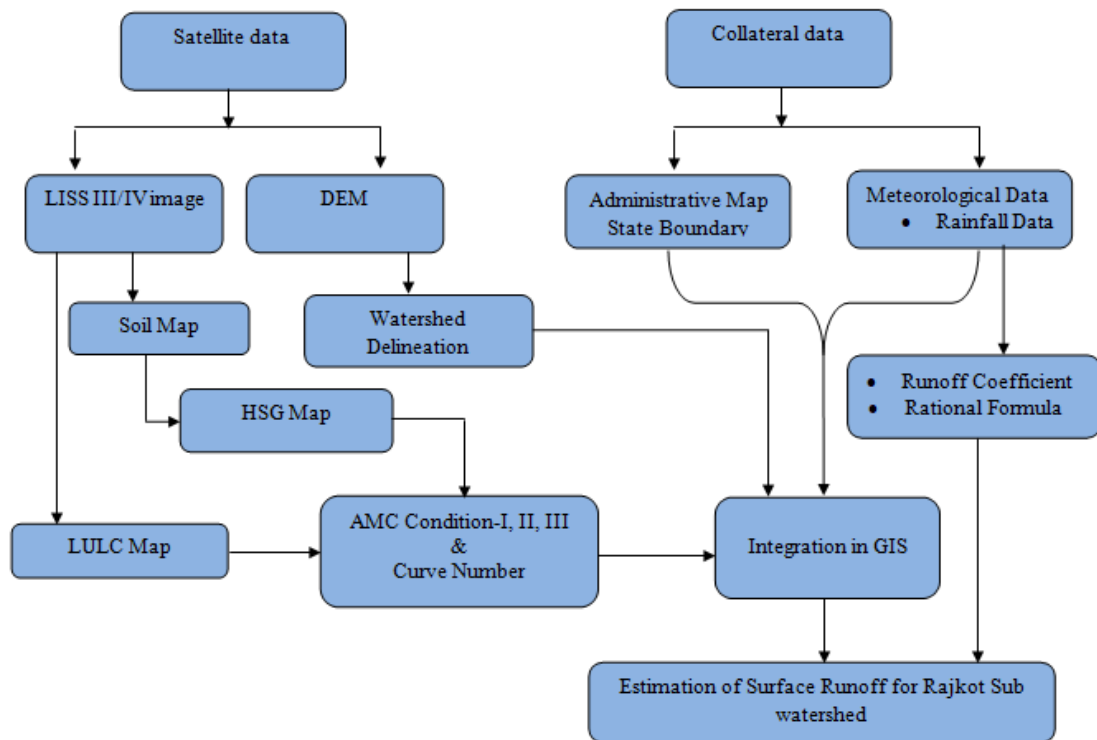 Satellite data
Collateral data
LISS III/IV image
DEM
Administrative Map
State Boundary
Meteorological Data
• Rainfall Data
Soil Map
Watershed
Delineation
• Runoff Coefficient
• Rational Formula
HSG Map
LULC Map
AMC Condition-I, II, III
&
Curve Number
Integration in GIS
Estimation of Surface Runoff for Rajkot Sub
watershed